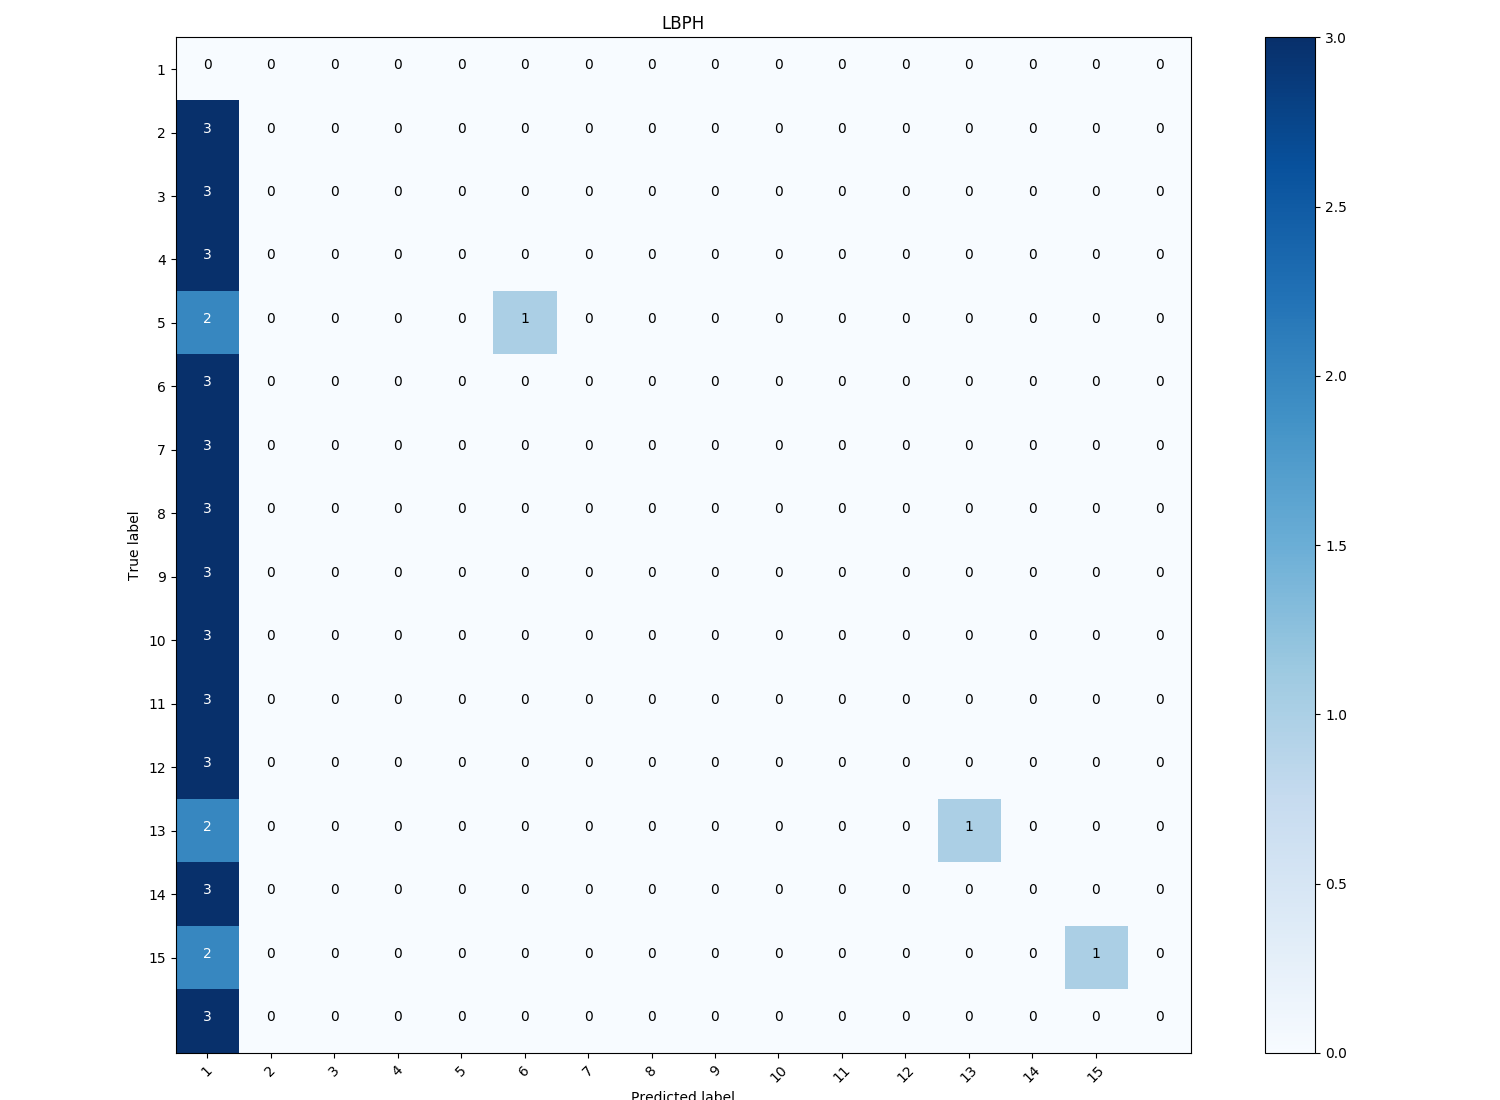 LBPH
1 0 0 0 0 0 0 0 0 0 0 0 0 0 0 0 0
2 3 0 0 0 0 0 0 0 0 0 0 0 0 0 0 0
3 3 0 0 0 0 0 0 0 0 0 0 0 0 0 0 0
4 3 0 0 0 0 0 0 0 0 0 0 0 0 0 0 0
5 2 0 0 0 0 1 0 0 0 0 0 0 0 0 0 0
6 3 0 0 0 0 0 0 0 0 0 0 0 0 0 0 0
7 3 0 0 0 0 0 0 0 0 0 0 0 0 0 0 0
8 3 0 0 0 0 0 0 0 0 0 0 0 0 0 0 0
9 3 0 0 0 0 0 0 0 0 0 0 0 0 0 0 0
10 3 0 0 0 0 0 0 0 0 0 0 0 0 0 0 0
11 3 0 0 0 0 0 0 0 0 0 0 0 0 0 0 0
12 3 0 0 0 0 0 0 0 0 0 0 0 0 0 0 0
13 2 0 0 0 0 0 0 0 0 0 0 0 1 0 0 0
14 3 0 0 0 0 0 0 0 0 0 0 0 0 0 0 0
15 2 0 0 0 0 0 0 0 0 0 0 0 0 0 1 0
3 0 0 0 0 0 0 0 0 0 0 0 0 0 0 0
1 2 3 4 5 6 7 8 9 10 11 12 13 14 15
True label
Predicted label
3.0
2.5
2.0
1.5
1.0
0.5
0.0